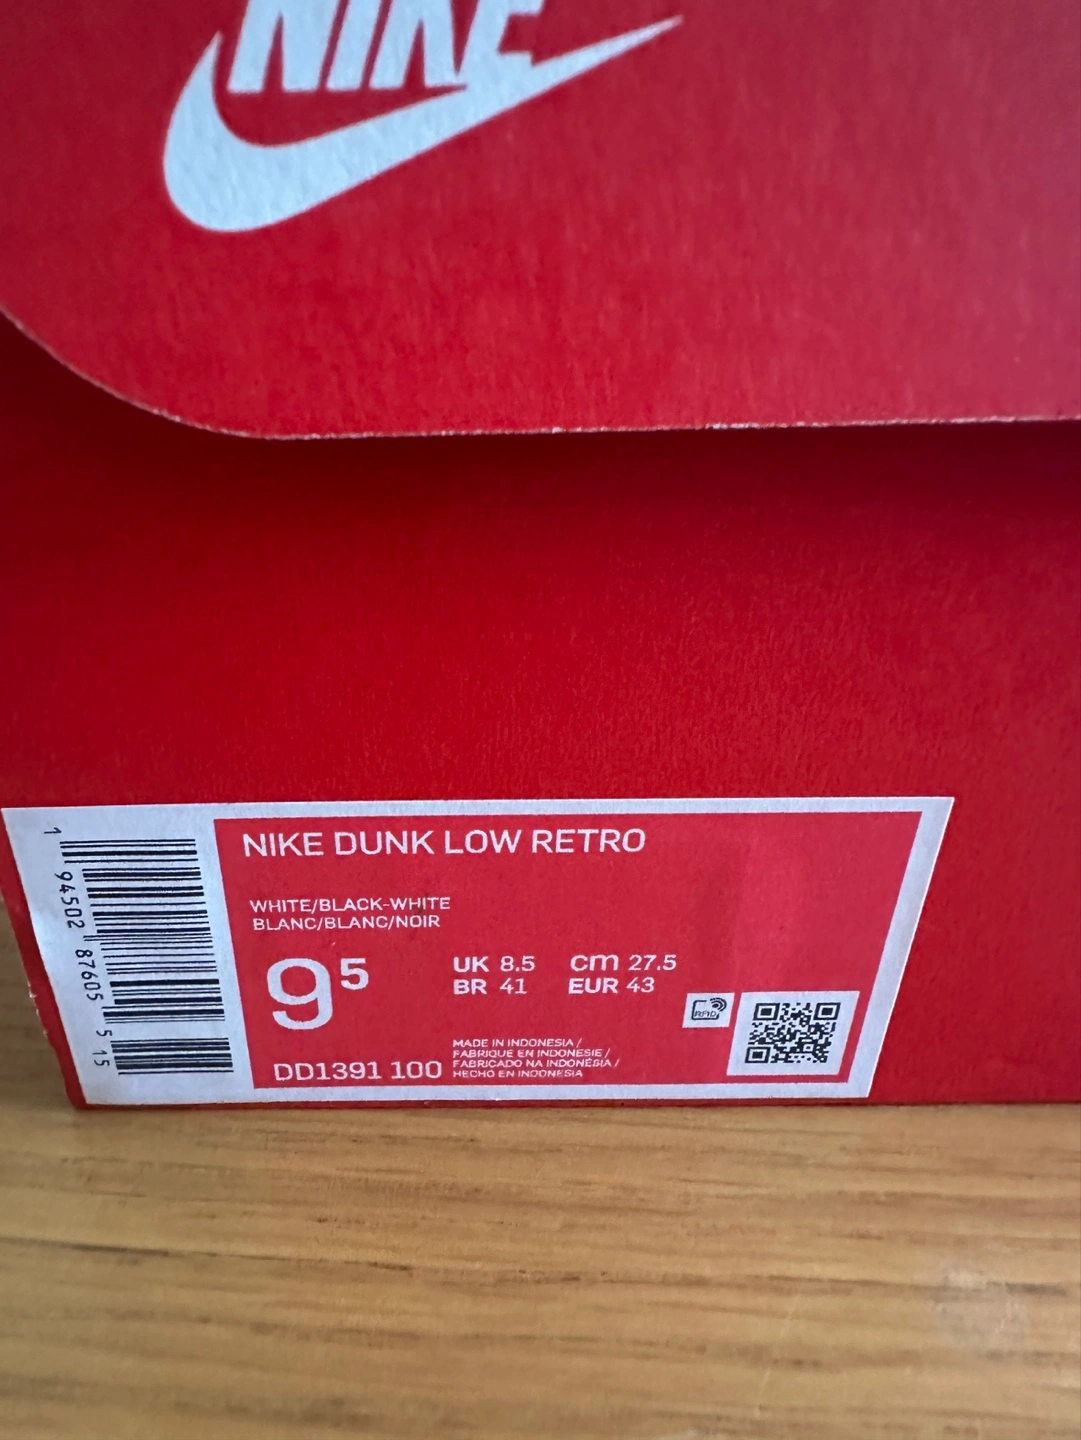 NIKE
NIKE DUNK LOW RETRO
WHITE/BLACK-WHITE
BLANC/BLANC/NOIR
9⁵
UK 8.5 cm 27.5
BR 41 EUR 43
RFID
DD1391 100
MADE IN INDONESIA /
FABRIQUE EN INDONESIE /
FABRICADO NA INDONÉSIA /
HECHO EN INDONESIA
1 94502 87605 5 15